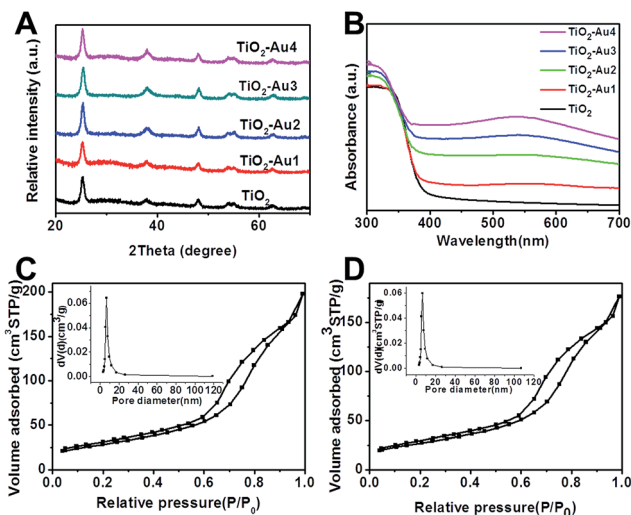 A
Relative intensity (a.u.)
TiO2-Au4
TiO2-Au3
TiO2-Au2
TiO2-Au1
TiO2
20 40 60
2Theta (degree)
B
Absorbance (a.u.)
TiO2-Au4
TiO2-Au3
TiO2-Au2
TiO2-Au1
TiO2
300 400 500 600 700
Wavelength(nm)
C
Volume adsorbed (cm3STP/g)
200
150
100
50
0.0
0.0 0.2 0.4 0.6 0.8 1.0
Relative pressure(P/P0)
dV(d)(cm3/g)
0.06
0.04
0.02
0.00
0 20 40 60 80 100 120
Pore diameter(nm)
D
Volume adsorbed (cm3STP/g)
200
150
100
50
0.0
0.0 0.2 0.4 0.6 0.8 1.0
Relative pressure(P/P0)
dV(d)(cm3STP/g)
0.06
0.04
0.02
0.00
0 20 40 60 80 100 120
Pore diameter(nm)